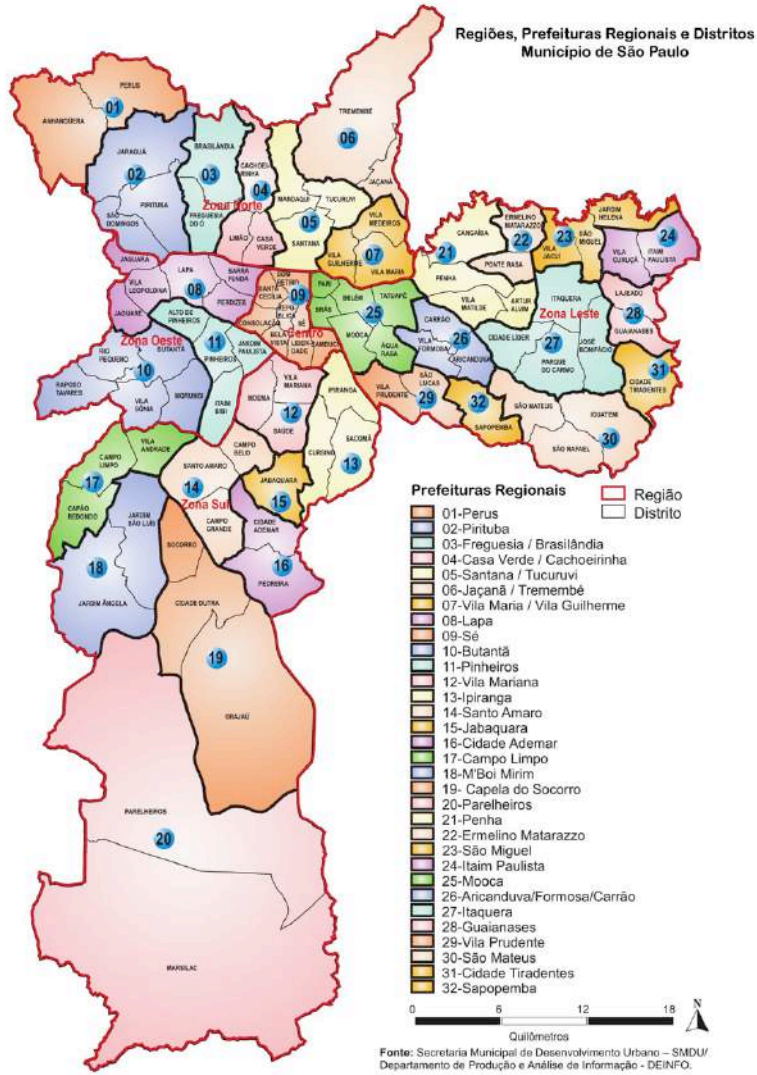 Regiões, Prefeituras Regionais e Distritos
Município de São Paulo
PERUS
01
ANHANGÜERA
TREMEMBÉ
06
JAÇANÃ
JARAGUÁ
02
PIRITUBA
SÃO
DOMINGOS
BRASILÂNDIA
03
Zona Norte
FREGUESIA
DO Ó
CACHOEI-
RINHA
04
LIMÃO
CASA
VERDE
MANDAQUI
TUCURUVI
05
SANTANA
VILA
MEDEIROS
07
VILA
GUILHERME
VILA MARIA
CANGAÍBA
21
PENHA
VILA
MATILDE
ARTUR
ALVIM
ERMELINO
MATARAZZO
22
PONTE RASA
23
VILA
JACUÍ
SÃO
MIGUEL
JARDIM
HELENA
24
VILA
CURUÇÁ
ITAIM
PAULISTA
JAGUARA
VILA
LEOPOLDINA
JAGUARÉ
LAPA
08
BARRA
FUNDA
PERDIZES
BOM
RETIRO
09
SANTA
CECÍLIA
REPÚ
BLICA
SÉ
CONSOLAÇÃO
Centro
BELA
VISTA
LIBER
DADE
CAMBUCI
PARI
BRÁS
BELÉM
TATUAPÉ
25
MOOCA
ÁGUA
RASA
CARRÃO
26
VILA
FORMOSA
ARICANDUVA
ITAQUERA
Zona Leste
CIDADE LÍDER
27
PARQUE
DO CARMO
JOSÉ
BONIFÁCIO
LAJEADO
28
GUAIANASES
31
CIDADE
TIRADENTES
ALTO DE
PINHEIROS
11
PINHEIROS
JARDIM
PAULISTA
ITAIM
BIBI
Zona Oeste
RIO
PEQUENO
BUTANTÃ
10
RAPOSO
TAVARES
MORUMBI
VILA
SÔNIA
VILA
MARIANA
MOEMA
12
SAÚDE
IPIRANGA
SACOMÃ
CURSINO
13
VILA
PRUDENTE
SÃO
LUCAS
29
32
SAPOPEMBA
SÃO MATEUS
IGUATEMI
30
SÃO RAFAEL
VILA
ANDRADE
CAMPO
LIMPO
17
CAPÃO
REDONDO
CAMPO
BELO
SANTO AMARO
14
Zona Sul
CAMPO
GRANDE
JABAQUARA
15
CIDADE
ADEMAR
16
PEDREIRA
JARDIM
SÃO LUÍS
18
JARDIM ÂNGELA
SOCORRO
CIDADE DUTRA
19
GRAJAÚ
PARELHEIROS
20
MARSILAC
Prefeituras Regionais
Região
Distrito
01-Perus
02-Pirituba
03-Freguesia / Brasilândia
04-Casa Verde / Cachoeirinha
05-Santana / Tucuruvi
06-Jaçanã / Tremembé
07-Vila Maria / Vila Guilherme
08-Lapa
09-Sé
10-Butantã
11-Pinheiros
12-Vila Mariana
13-Ipiranga
14-Santo Amaro
15-Jabaquara
16-Cidade Ademar
17-Campo Limpo
18-M'Boi Mirim
19- Capela do Socorro
20-Parelheiros
21-Penha
22-Ermelino Matarazzo
23-São Miguel
24-Itaim Paulista
25-Mooca
26-Aricanduva/Formosa/Carrão
27-Itaquera
28-Guaianases
29-Vila Prudente
30-São Mateus
31-Cidade Tiradentes
32-Sapopemba
0 6 12 18
N
Quilômetros
Fonte: Secretaria Municipal de Desenvolvimento Urbano – SMDU/
Departamento de Produção e Análise de Informação - DEINFO.